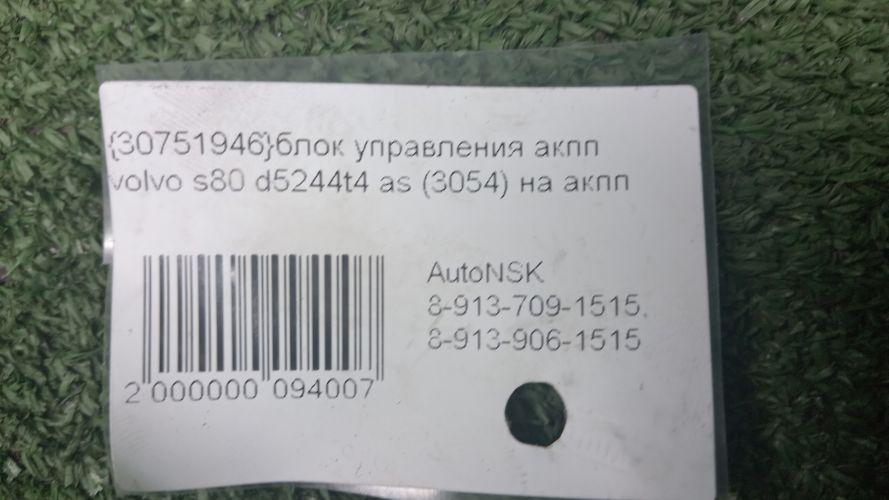 {30751946}блок управления акпп
volvo s80 d5244t4 as (3054) на акпп
AutoNSK
8-913-709-1515,
8-913-906-1515
2 000000 094007